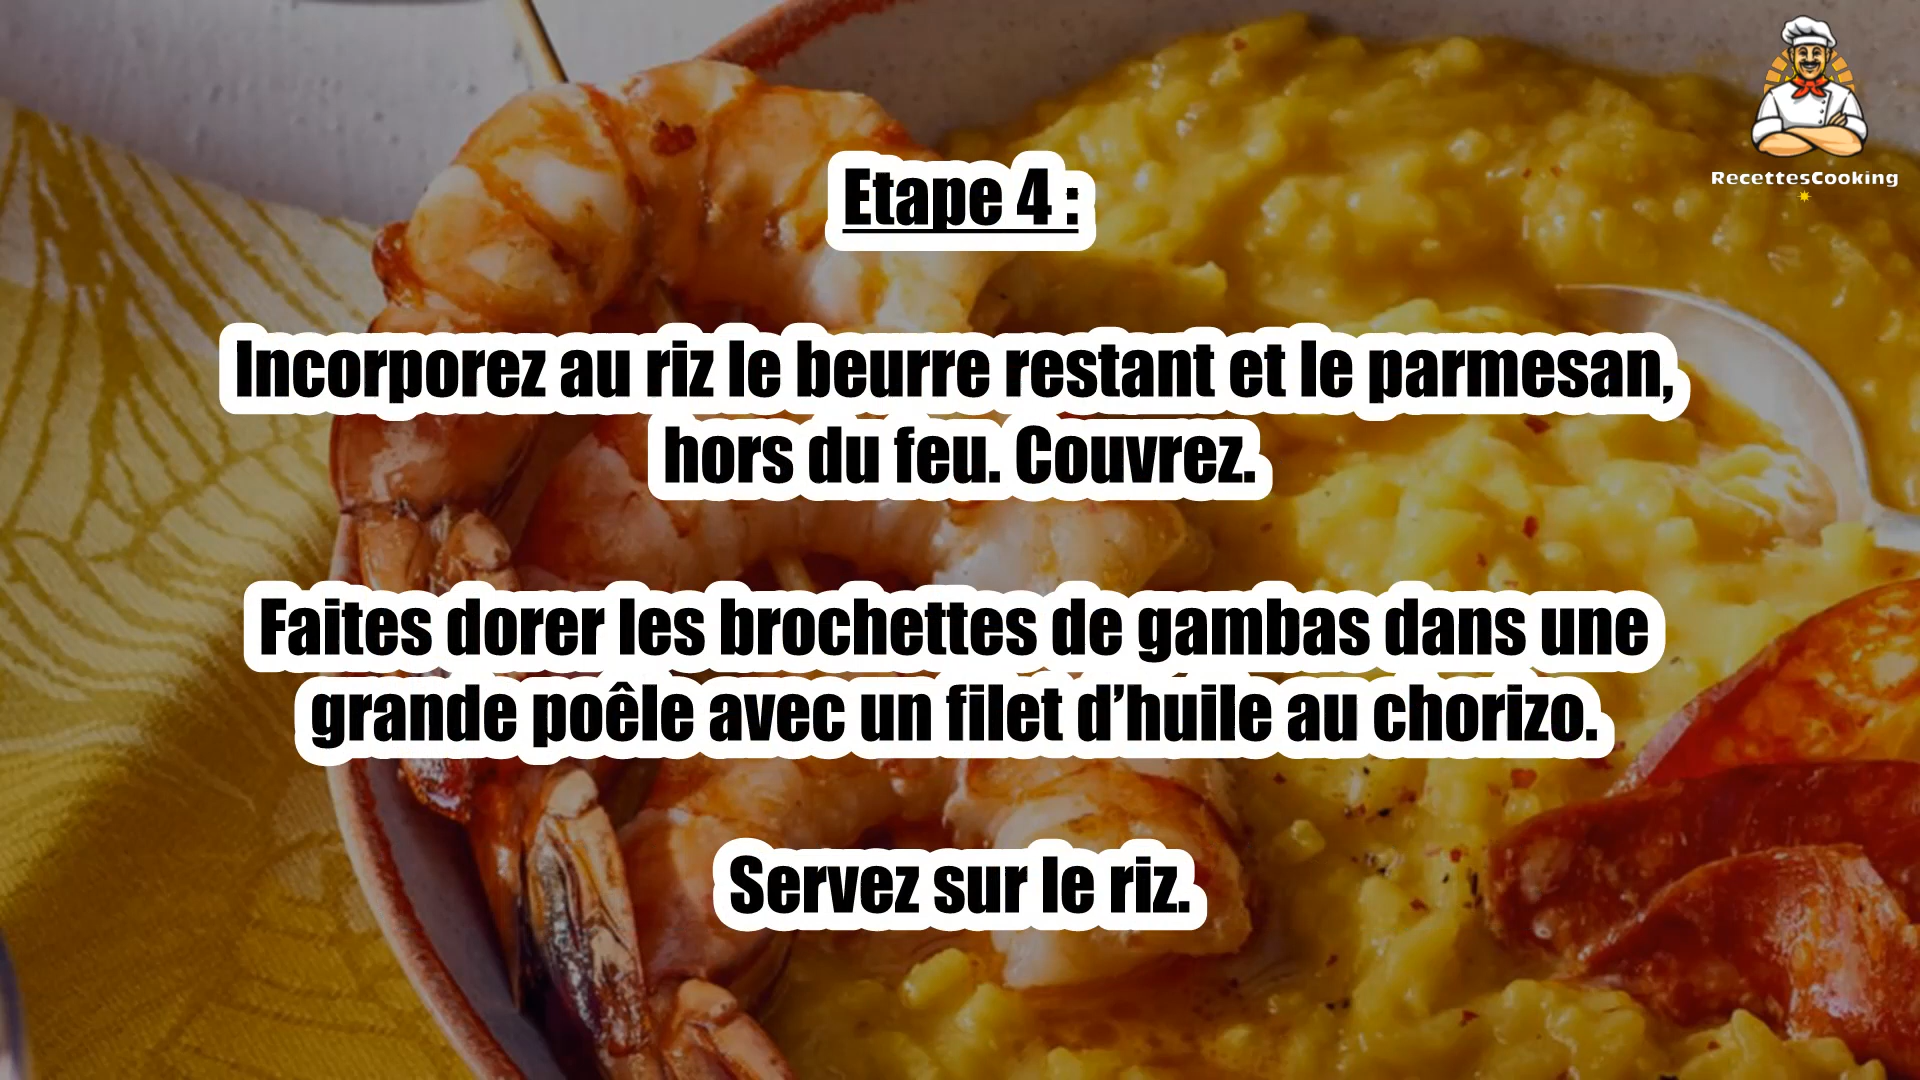 RecettesCooking
Etape 4 :
Incorporez au riz le beurre restant et le parmesan,
hors du feu. Couvrez.
Faites dorer les brochettes de gambas dans une
grande poêle avec un filet d’huile au chorizo.
Servez sur le riz.